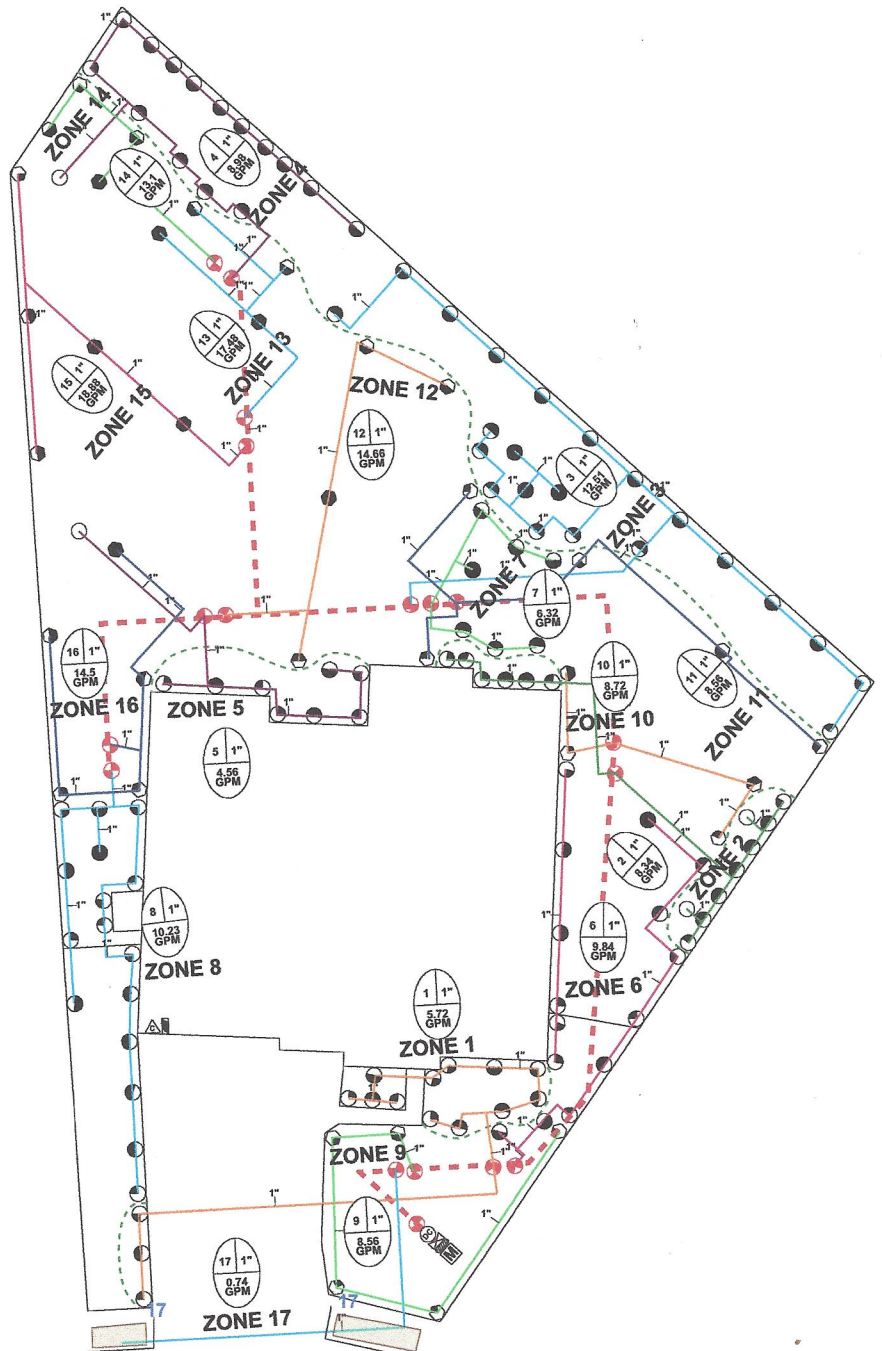 1"
ZONE 14
14 1"
13.1
GPM
4 1"
8.98
GPM
ZONE 4
13 1"
17.48
GPM
ZONE 13
15 1"
18.88
GPM
ZONE 15
ZONE 12
12 1"
14.66
GPM
3 1"
12.51
GPM
ZONE 3
ZONE 7
7 1"
6.32
GPM
16 1"
14.5
GPM
ZONE 16
ZONE 5
5 1"
4.56
GPM
10 1"
8.72
GPM
ZONE 10
11 1"
8.56
GPM
ZONE 11
2 1"
8.34
GPM
ZONE 2
8 1"
10.23
GPM
ZONE 8
6 1"
9.84
GPM
ZONE 6
C
1 1"
5.72
GPM
ZONE 1
ZONE 9
9 1"
8.56
GPM
DC
M
17 1"
0.74
GPM
17
17
ZONE 17